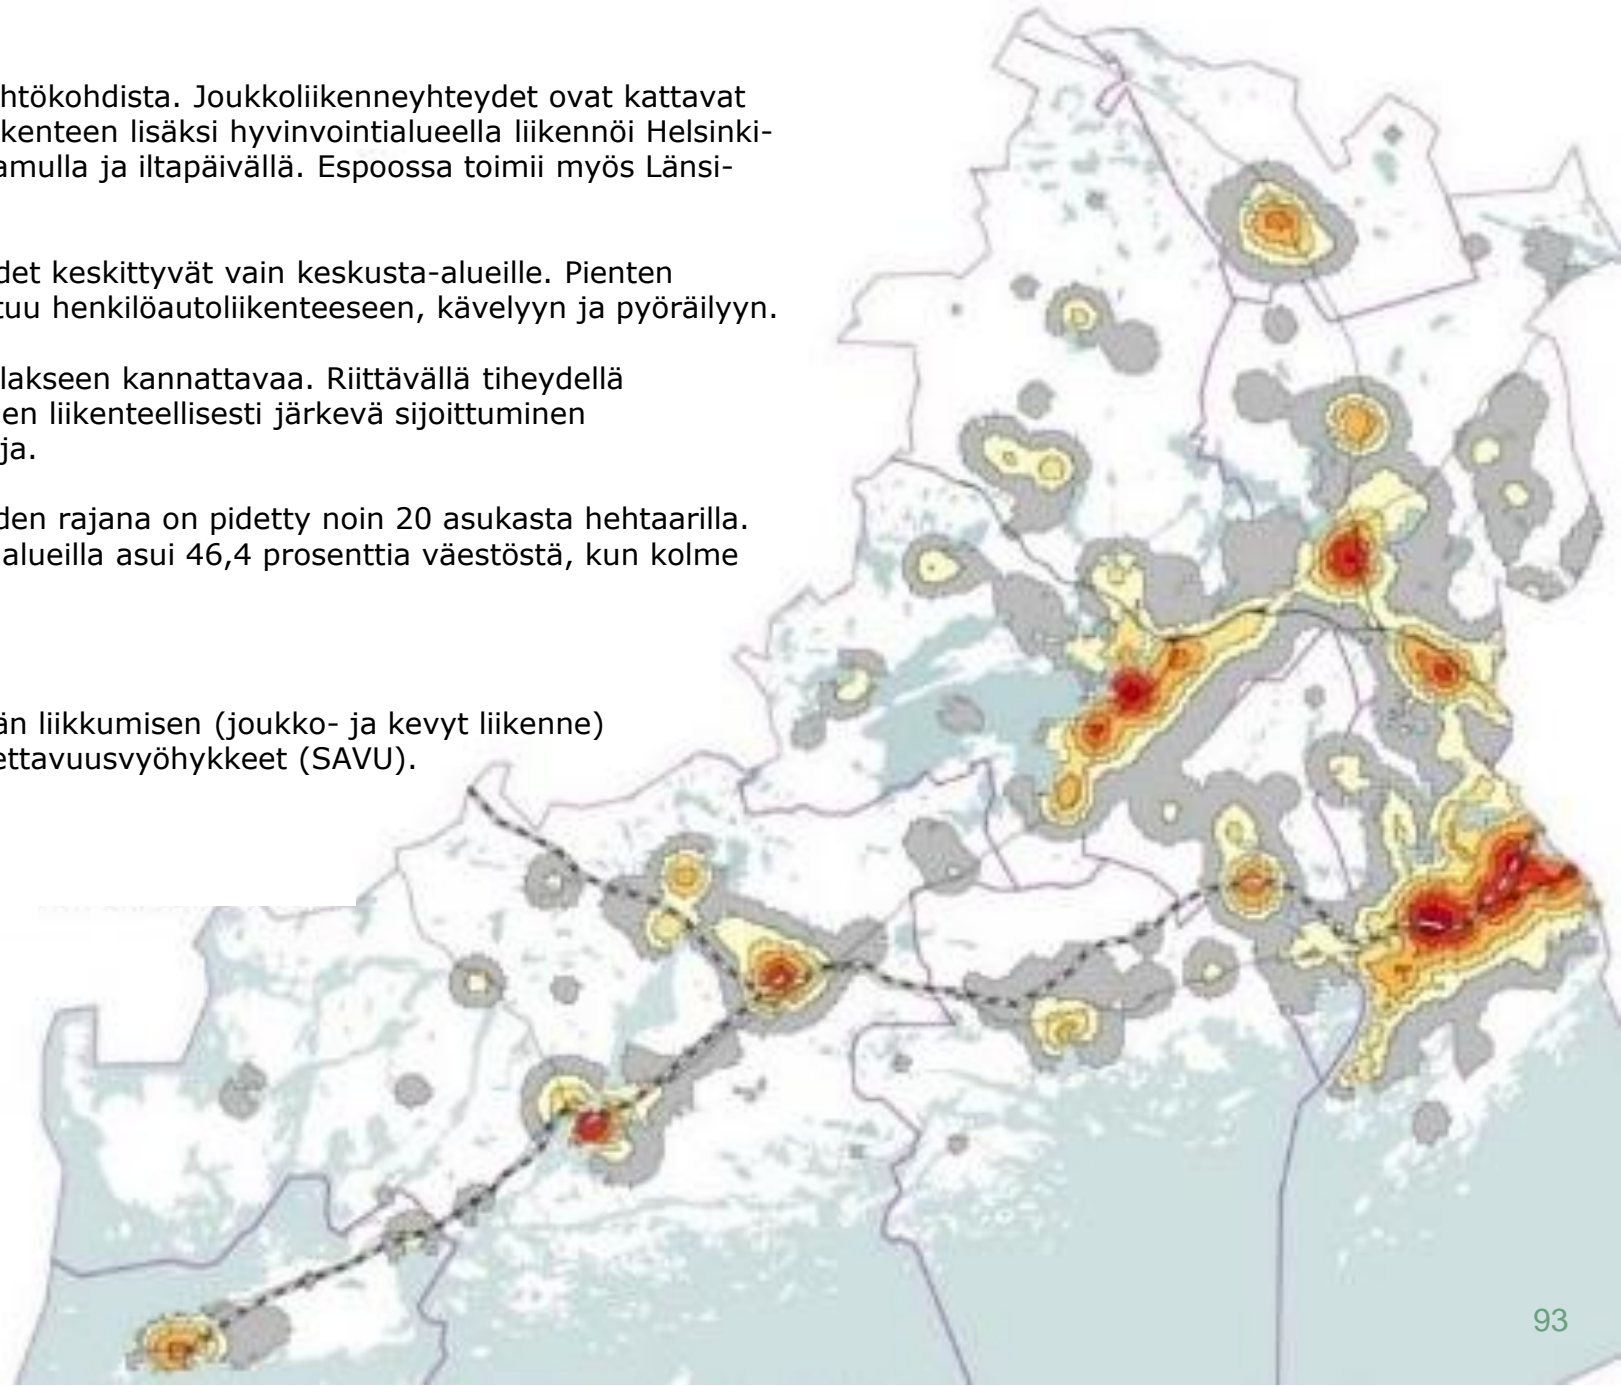 htökohdista. Joukkoliikenneyhteydet ovat kattavat
kenteen lisäksi hyvinvointialueella liikennöi Helsinki-
amulla ja iltapäivällä. Espoossa toimii myös Länsi-
det keskittyvät vain keskusta-alueille. Pienten
tuu henkilöautoliikenteeseen, kävelyyn ja pyöräilyyn.
llakseen kannattavaa. Riittävällä tiheydellä
en liikenteellisesti järkevä sijoittuminen
ja.
den rajana on pidetty noin 20 asukasta hehtaarilla.
alueilla asui 46,4 prosenttia väestöstä, kun kolme
än liikkumisen (joukko- ja kevyt liikenne)
ettavuusvyöhykkeet (SAVU).
93